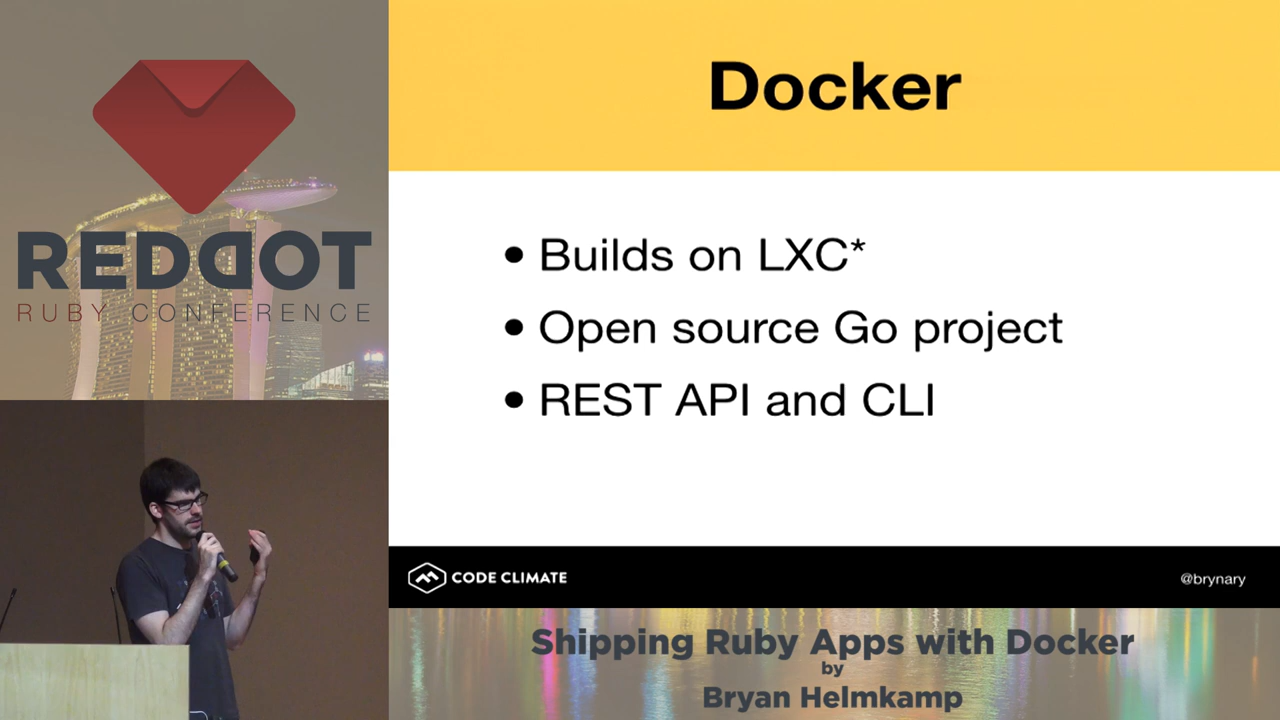 REDDOT
RUBY CONFERENCE
Docker
• Builds on LXC*
• Open source Go project
• REST API and CLI
CODE CLIMATE
@brynary
Shipping Ruby Apps with Docker
by
Bryan Helmkamp